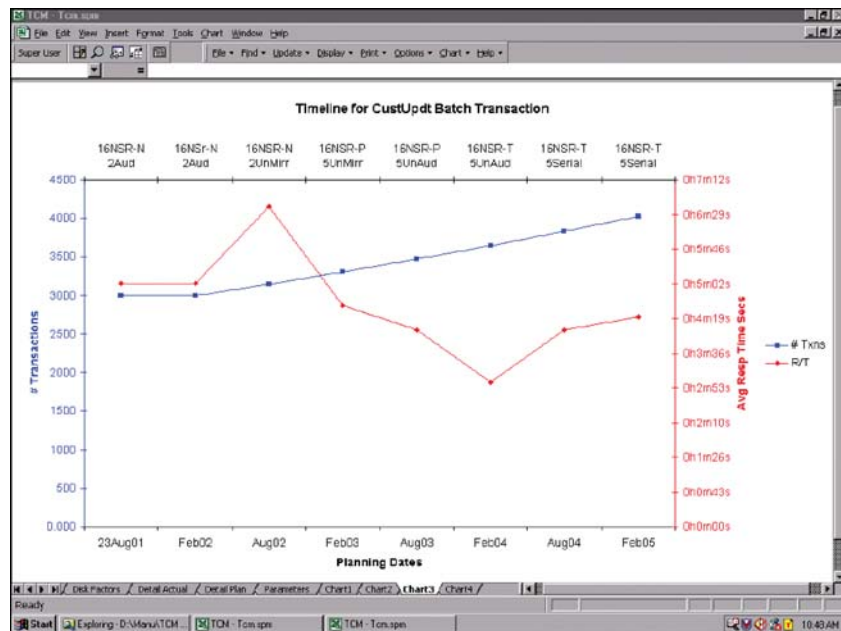 TCM - Tcm.spm
File Edit View Insert Format Tools Chart Window Help
Super User File Find Update Display Print Options Chart Help
=
Timeline for CustUpdt Batch Transaction
16NSR-N 16NSr-N 16NSR-N 16NSR-P 16NSR-P 16NSR-T 16NSR-T 16NSR-T
2Aud 2Aud 2UnMirr 5UnMirr 5UnAud 5UnAud 5Serial 5Serial
4500 0h7m12s
4000 0h6m29s
3500 0h5m46s
3000 0h5m02s
2500 0h4m19s
2000 0h3m36s
1500 0h2m53s
1000 0h2m10s
500 0h1m26s
0.000 0h0m43s
0h0m00s
# Transactions
Avg Resp Time Secs
# Txns
R/T
23Aug01 Feb02 Aug02 Feb03 Aug03 Feb04 Aug04 Feb05
Planning Dates
Disk Factors Detail Actual Detail Plan Parameters Chart1 Chart2 Chart3 Chart4
Ready
Start Exploring - D:\Manu\TCM ... TCM - Tcm.spm TCM - Tcm.spm 10:43 AM